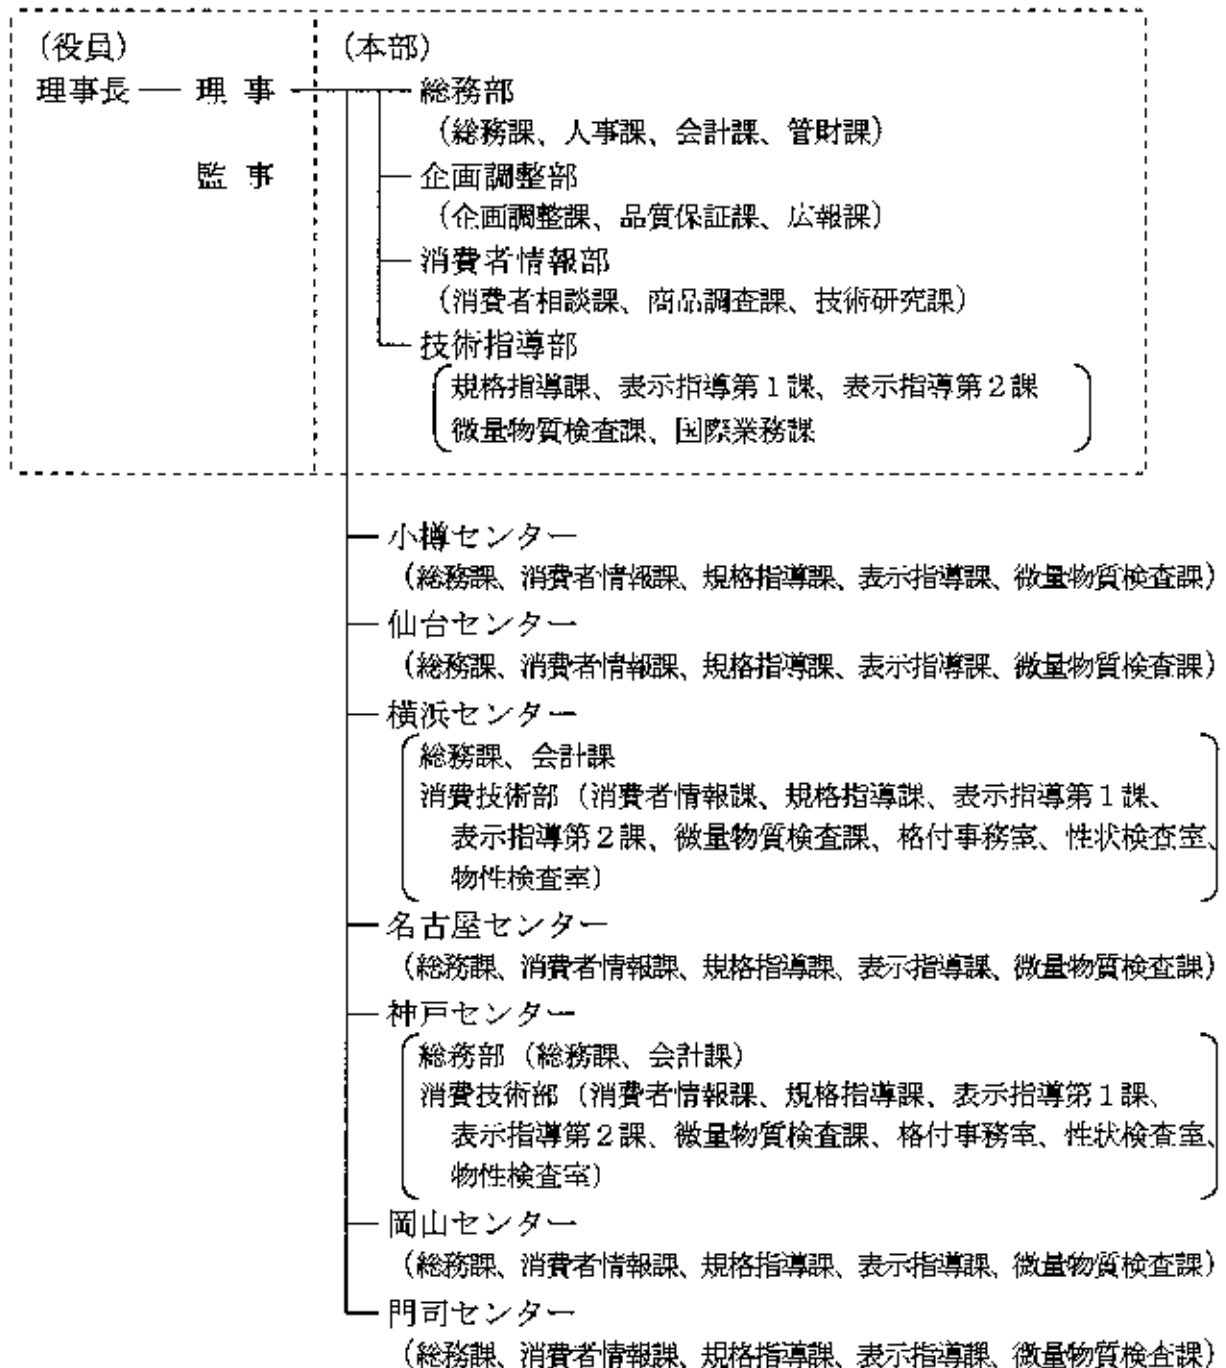 (役員)
(本部)
理事長 理事 総務部
(総務課、人事課、会計課、管財課)
監事
企画調整部
(企画調整課、品質保証課、広報課)
消費者情報部
(消費者相談課、商品調査課、技術研究課)
技術指導部
規格指導課、表示指導第1課、表示指導第2課
微量物質検査課、国際業務課
小樽センター
(総務課、消費者情報課、規格指導課、表示指導課、微量物質検査課)
仙台センター
(総務課、消費者情報課、規格指導課、表示指導課、微量物質検査課)
横浜センター
総務課、会計課
消費技術部(消費者情報課、規格指導課、表示指導第1課、
表示指導第2課、微量物質検査課、格付事務室、性状検査室、
物性検査室)
名古屋センター
(総務課、消費者情報課、規格指導課、表示指導課、微量物質検査課)
神戸センター
総務部(総務課、会計課)
消費技術部(消費者情報課、規格指導課、表示指導第1課、
表示指導第2課、微量物質検査課、格付事務室、性状検査室、
物性検査室)
岡山センター
(総務課、消費者情報課、規格指導課、表示指導課、微量物質検査課)
門司センター
(総務課、消費者情報課、規格指導課、表示指導課、微量物質検査課)